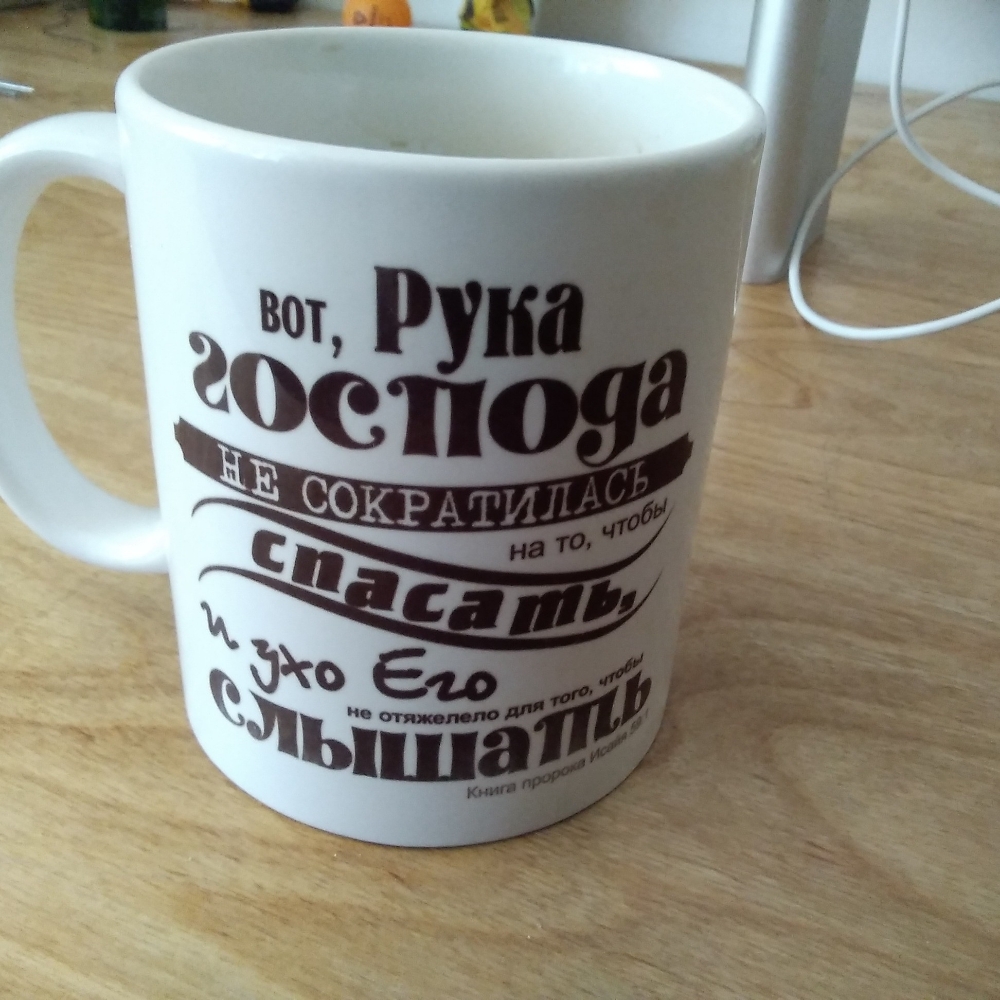 вот, Рука
господа
НЕ СОКРАТИЛАСЬ
на то, чтобы
спасать,
и ухо Его
не отяжелело для того, чтобы
слышать
Книга пророка Исайя 59:1